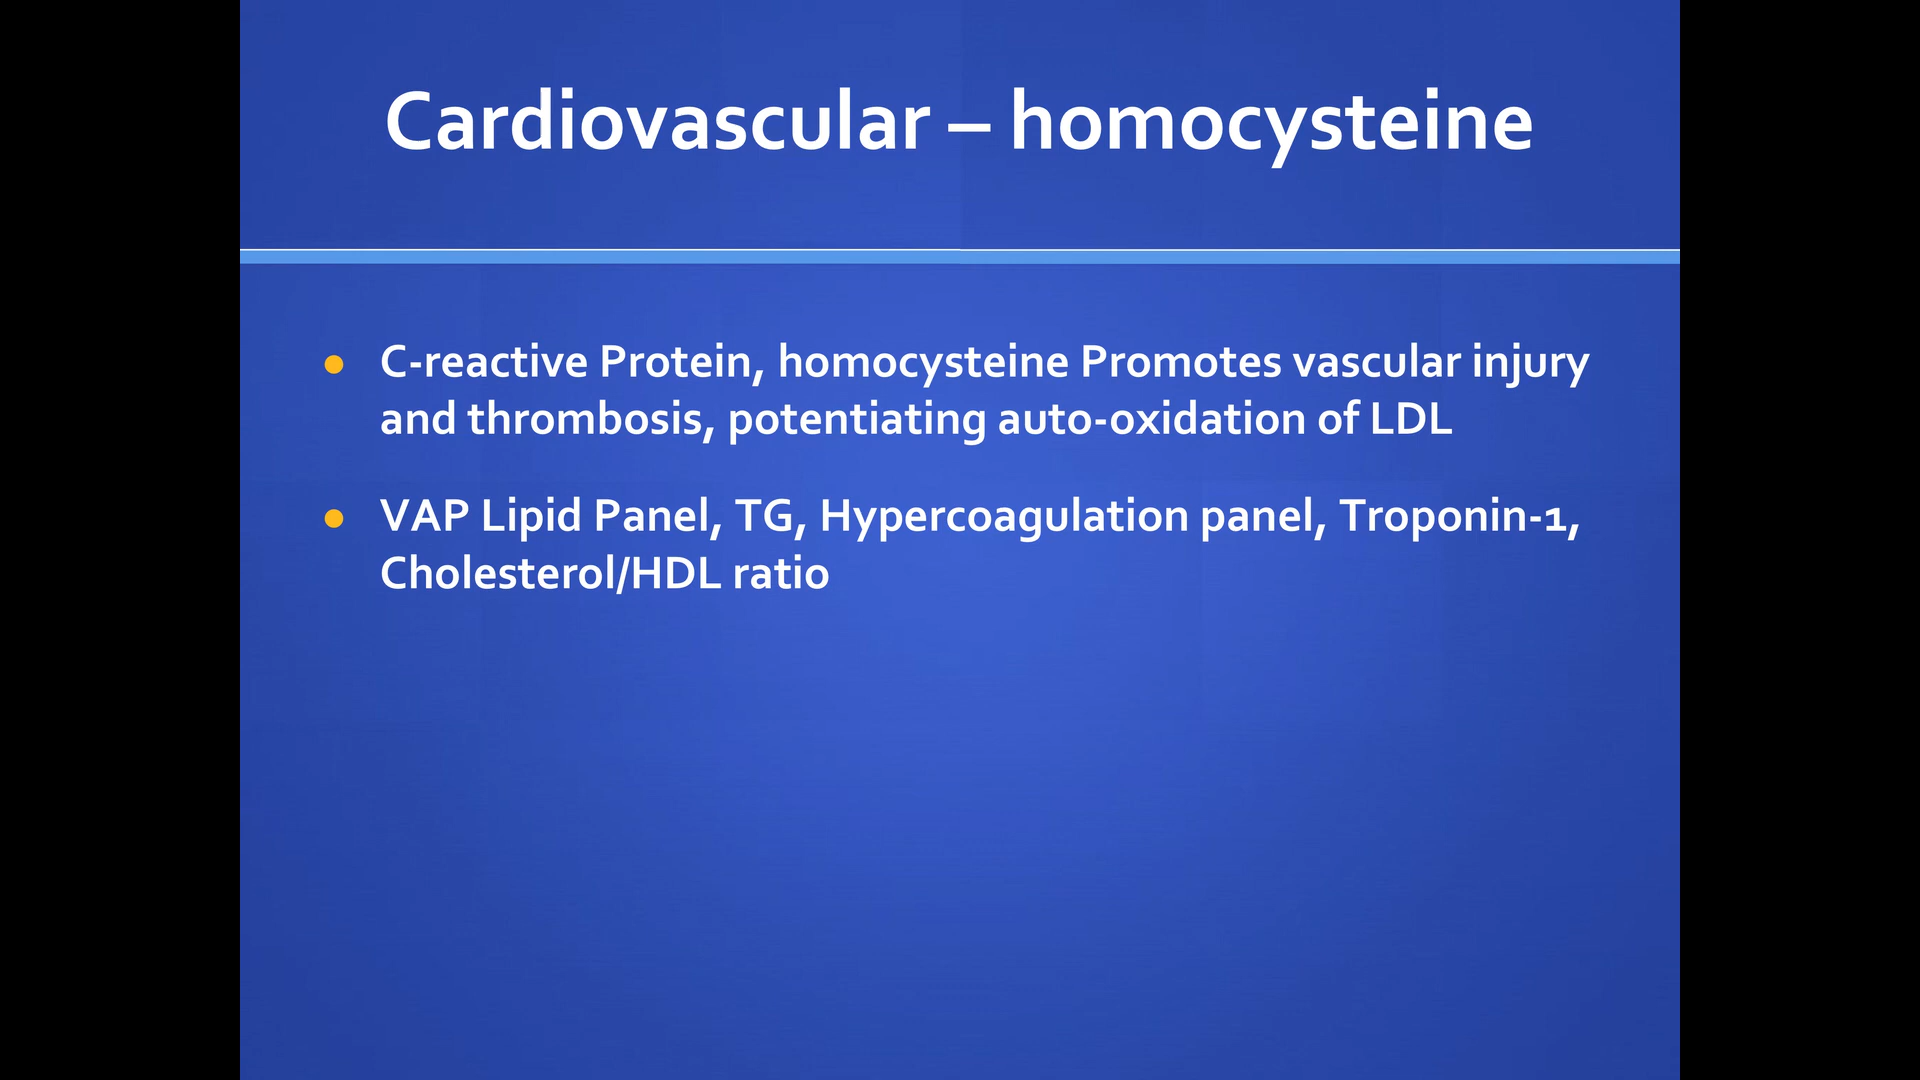 Cardiovascular – homocysteine
C-reactive Protein, homocysteine Promotes vascular injury
and thrombosis, potentiating auto-oxidation of LDL
VAP Lipid Panel, TG, Hypercoagulation panel, Troponin-1,
Cholesterol/HDL ratio